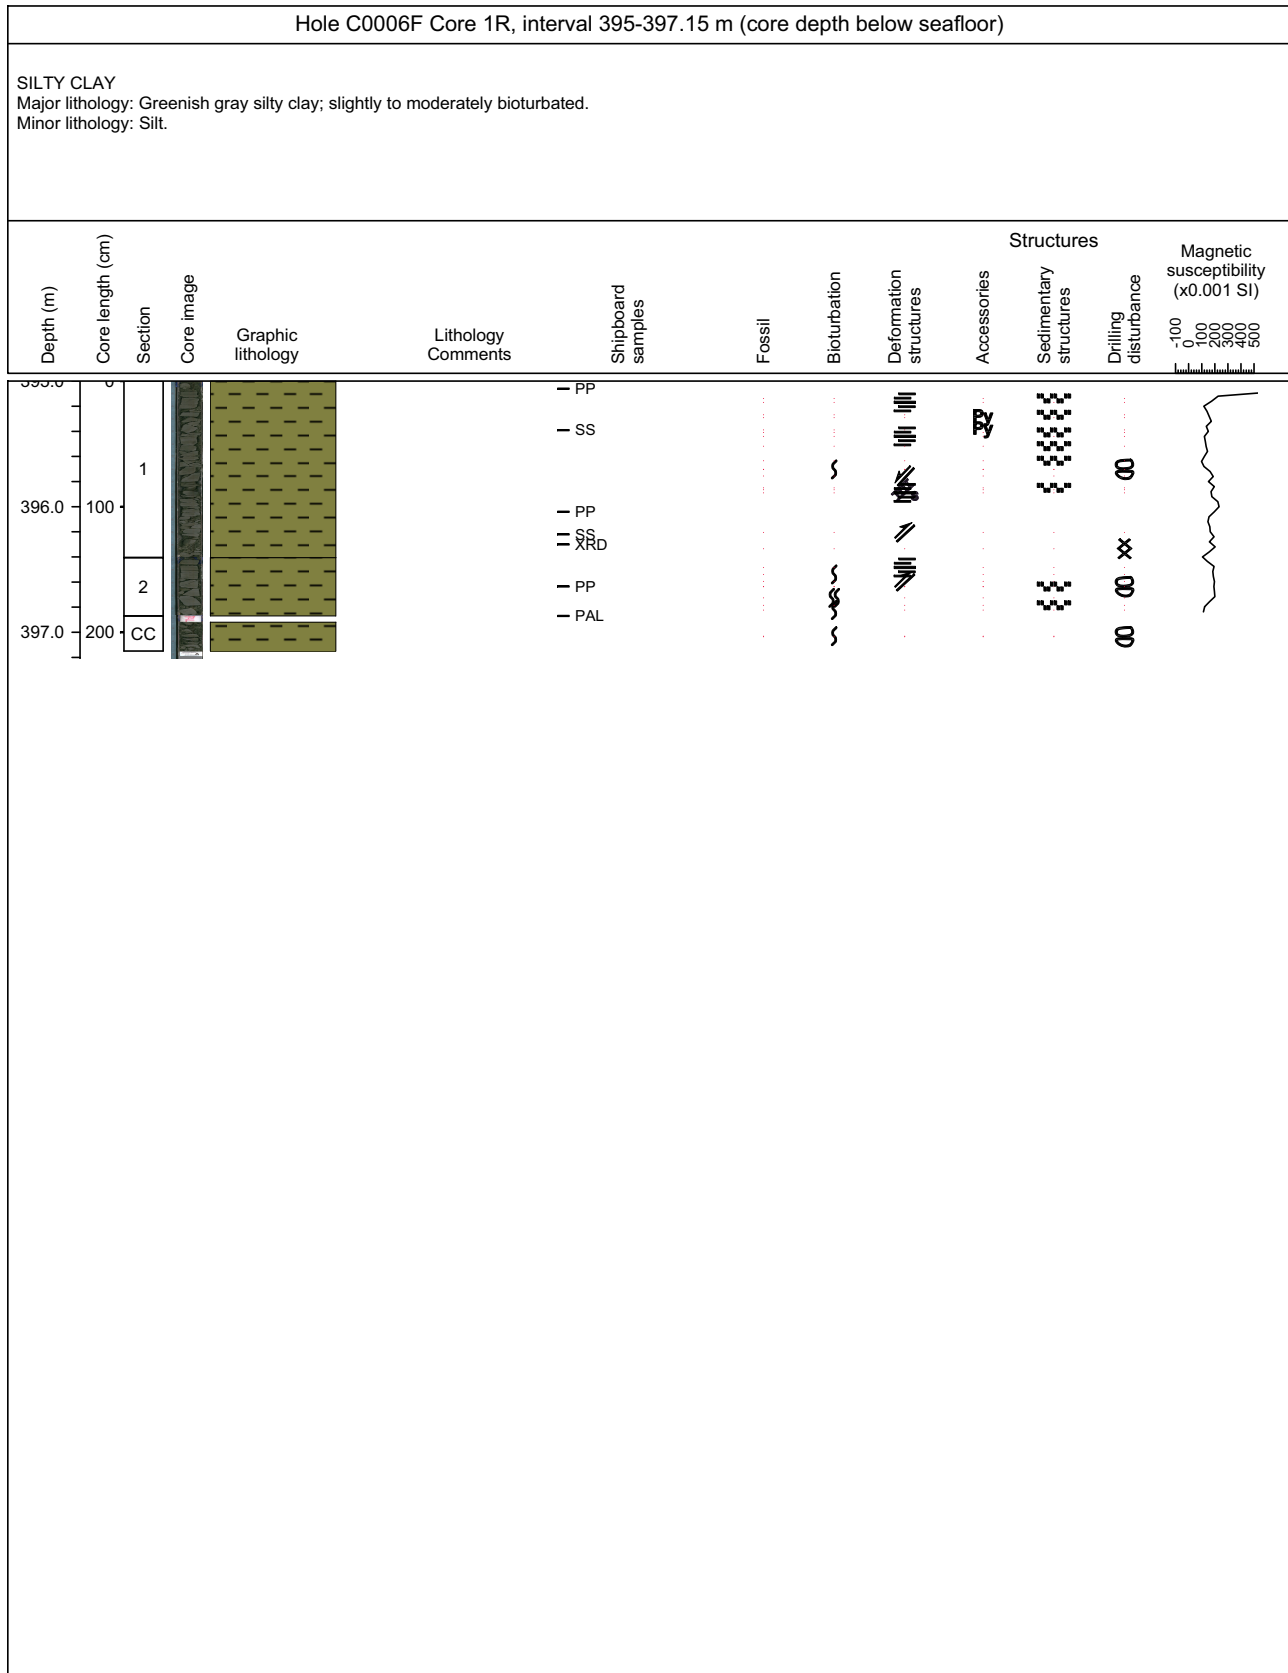 Hole C0006F Core 1R, interval 395-397.15 m (core depth below seafloor)
SILTY CLAY
Major lithology: Greenish gray silty clay; slightly to moderately bioturbated.
Minor lithology: Silt.
Depth (m)
Core length (cm)
Section
Core image
Graphic
lithology
Lithology
Comments
Shipboard
samples
Fossil
Bioturbation
Structures
Deformation
structures
Accessories
Sedimentary
structures
Drilling
disturbance
Magnetic
susceptibility
(x0.001 SI)
-100
0
100
200
300
400
500
395.0
0
PP
Py
Py
SS
1
396.0
100
PP
SS
XRD
2
PP
PAL
397.0
200
CC